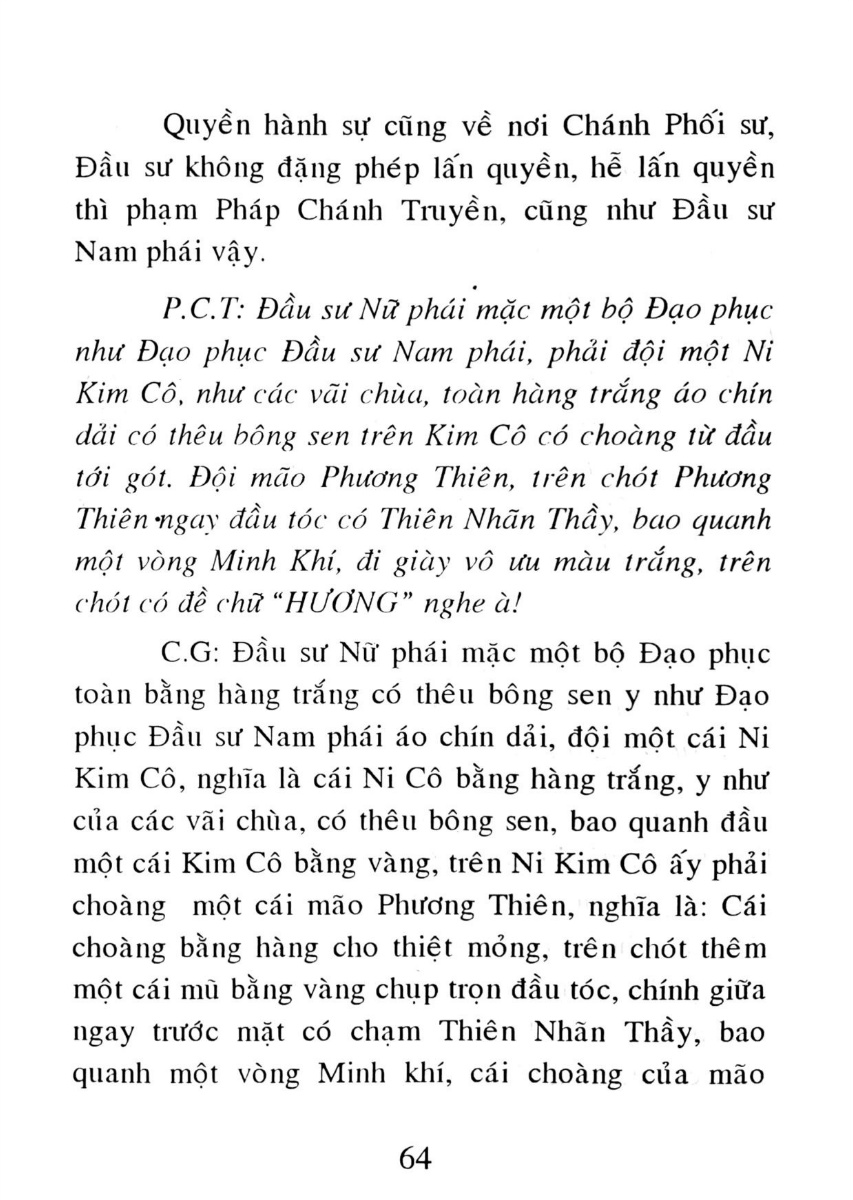 Quyền hành sự cũng về nơi Chánh Phối sư,
Đầu sư không đặng phép lấn quyền, hễ lấn quyền
thì phạm Pháp Chánh Truyền, cũng như Đầu sư
Nam phái vậy.
P.C.T: Đầu sư Nữ phái mặc một bộ Đạo phục
như Đạo phục Đầu sư Nam phái, phải đội một Ni
Kim Cô, như các vãi chùa, toàn hàng trắng áo chín
dải có thêu bông sen trên Kim Cô có choàng từ đầu
tới gót. Đội mão Phương Thiên, trên chót Phương
Thiên ngay đầu tóc có Thiên Nhãn Thầy, bao quanh
một vòng Minh Khí, đi giày vô ưu màu trắng, trên
chót có đề chữ “HƯƠNG” nghe à!
C.G: Đầu sư Nữ phái mặc một bộ Đạo phục
toàn bằng hàng trắng có thêu bông sen y như Đạo
phục Đầu sư Nam phái áo chín dải, đội một cái Ni
Kim Cô, nghĩa là cái Ni Cô bằng hàng trắng, y như
của các vãi chùa, có thêu bông sen, bao quanh đầu
một cái Kim Cô bằng vàng, trên Ni Kim Cô ấy phải
choàng một cái mão Phương Thiên, nghĩa là: Cái
choàng bằng hàng cho thiệt mỏng, trên chót thêm
một cái mũ bằng vàng chụp trọn đầu tóc, chính giữa
ngay trước mặt có chạm Thiên Nhãn Thầy, bao
quanh một vòng Minh khí, cái choàng của mão
64